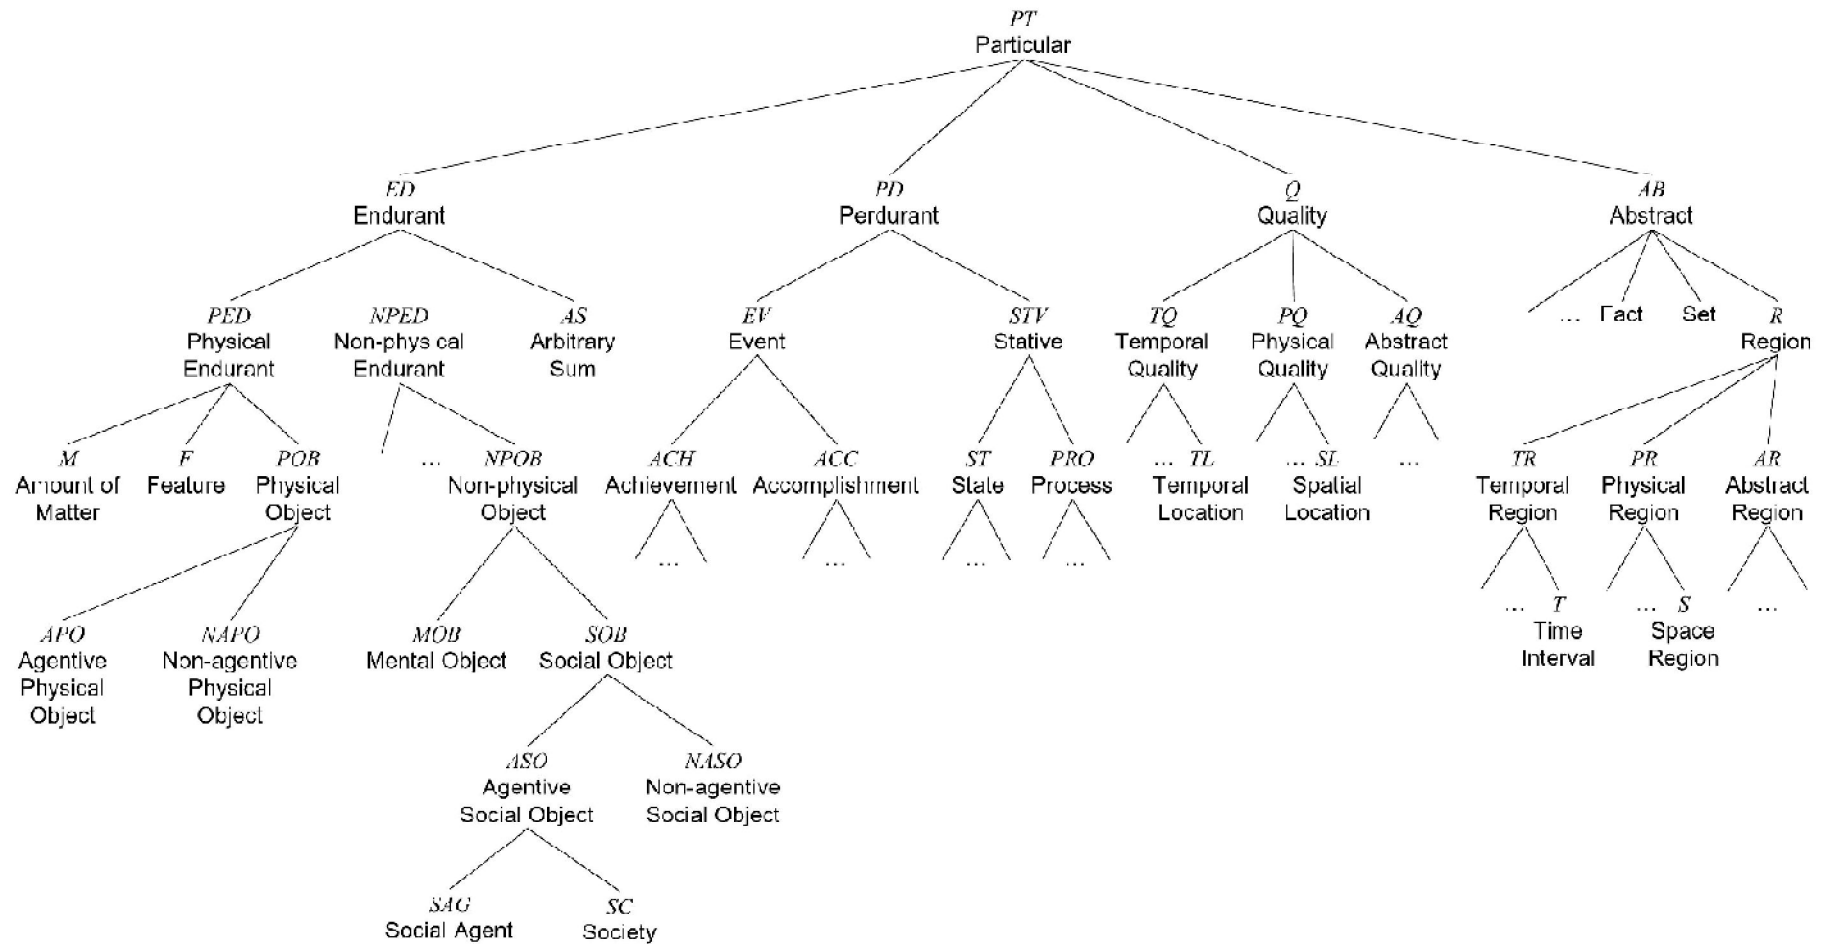 PT
Particular
ED
Endurant
PD
Perdurant
Q
Quality
AB
Abstract
PED
Physical
Endurant
NPED
Non-phys cal
Endurant
AS
Arbitrary
Sum
EV
Event
STV
Stative
TQ
Temporal
Quality
PQ
Physical
Quality
AQ
Abstract
Quality
... Fact
Set
R
Region
M
Amount of
Matter
F
Feature
POB
Physical
Object
... NPOB
Non-physical
Object
ACH
Achievement
...
ACC
Accomplishment
...
ST
State
...
PRO
Process
...
... TL
Temporal
Location
... SL
Spatial
Location
...
TR
Temporal
Region
PR
Physical
Region
AR
Abstract
Region
... T
Time
Interval
... S
Space
Region
...
APO
Agentive
Physical
Object
NAPO
Non-agentive
Physical
Object
MOB
Mental Object
SOB
Social Object
ASO
Agentive
Social Object
NASO
Non-agentive
Social Object
SAG
Social Agent
SC
Society